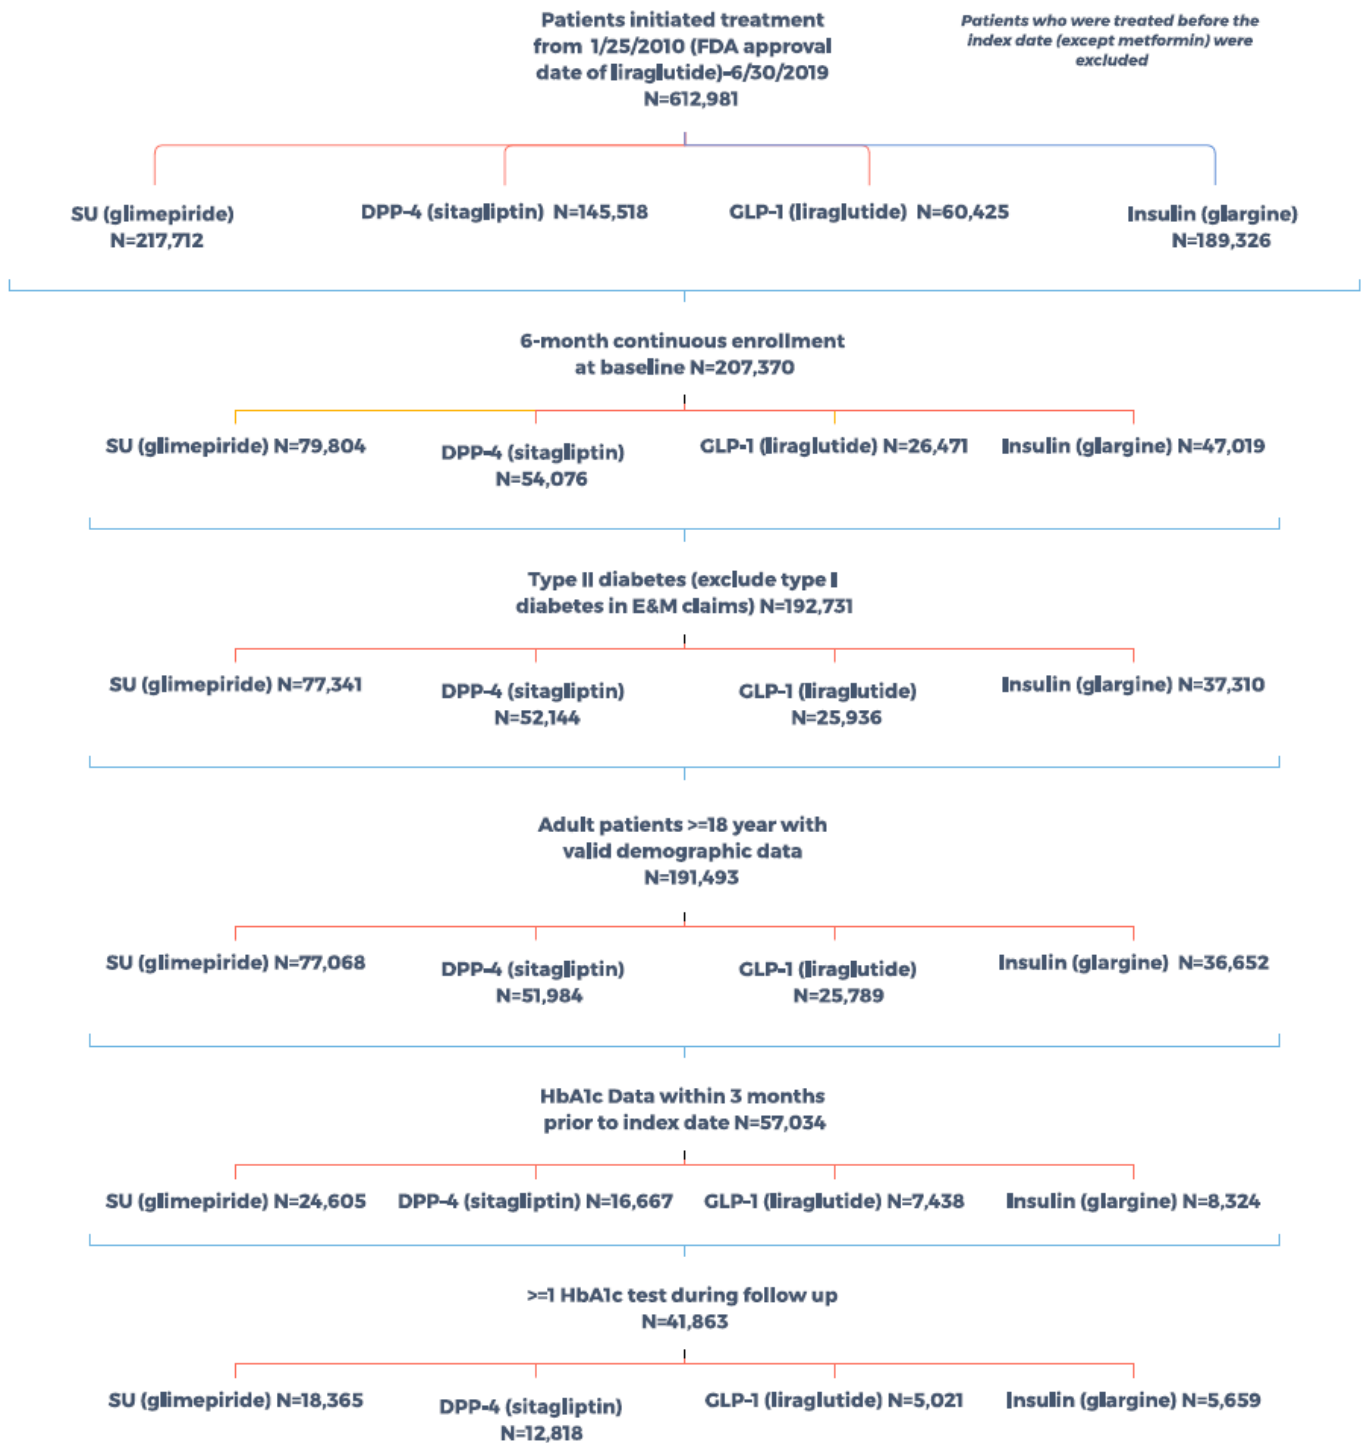 Patients initiated treatment
from 1/25/2010 (FDA approval
date of liraglutide)-6/30/2019
N=612,981
Patients who were treated before the
index date (except metformin) were
excluded
SU (glimepiride)
N=217,712
DPP-4 (sitagliptin) N=145,518
GLP-1 (liraglutide) N=60,425
Insulin (glargine)
N=189,326
6-month continuous enrollment
at baseline N=207,370
SU (glimepiride) N=79,804
DPP-4 (sitagliptin)
N=54,076
GLP-1 (liraglutide) N=26,471
Insulin (glargine) N=47,019
Type II diabetes (exclude type I
diabetes in E&M claims) N=192,731
SU (glimepiride) N=77,341
DPP-4 (sitagliptin)
N=52,144
GLP-1 (liraglutide)
N=25,936
Insulin (glargine) N=37,310
Adult patients >=18 year with
valid demographic data
N=191,493
SU (glimepiride) N=77,068
DPP-4 (sitagliptin)
N=51,984
GLP-1 (liraglutide)
N=25,789
Insulin (glargine) N=36,652
HbA1c Data within 3 months
prior to index date N=57,034
SU (glimepiride) N=24,605
DPP-4 (sitagliptin) N=16,667
GLP-1 (liraglutide) N=7,438
Insulin (glargine) N=8,324
>=1 HbA1c test during follow up
N=41,863
SU (glimepiride) N=18,365
DPP-4 (sitagliptin)
N=12,818
GLP-1 (liraglutide) N=5,021
Insulin (glargine) N=5,659